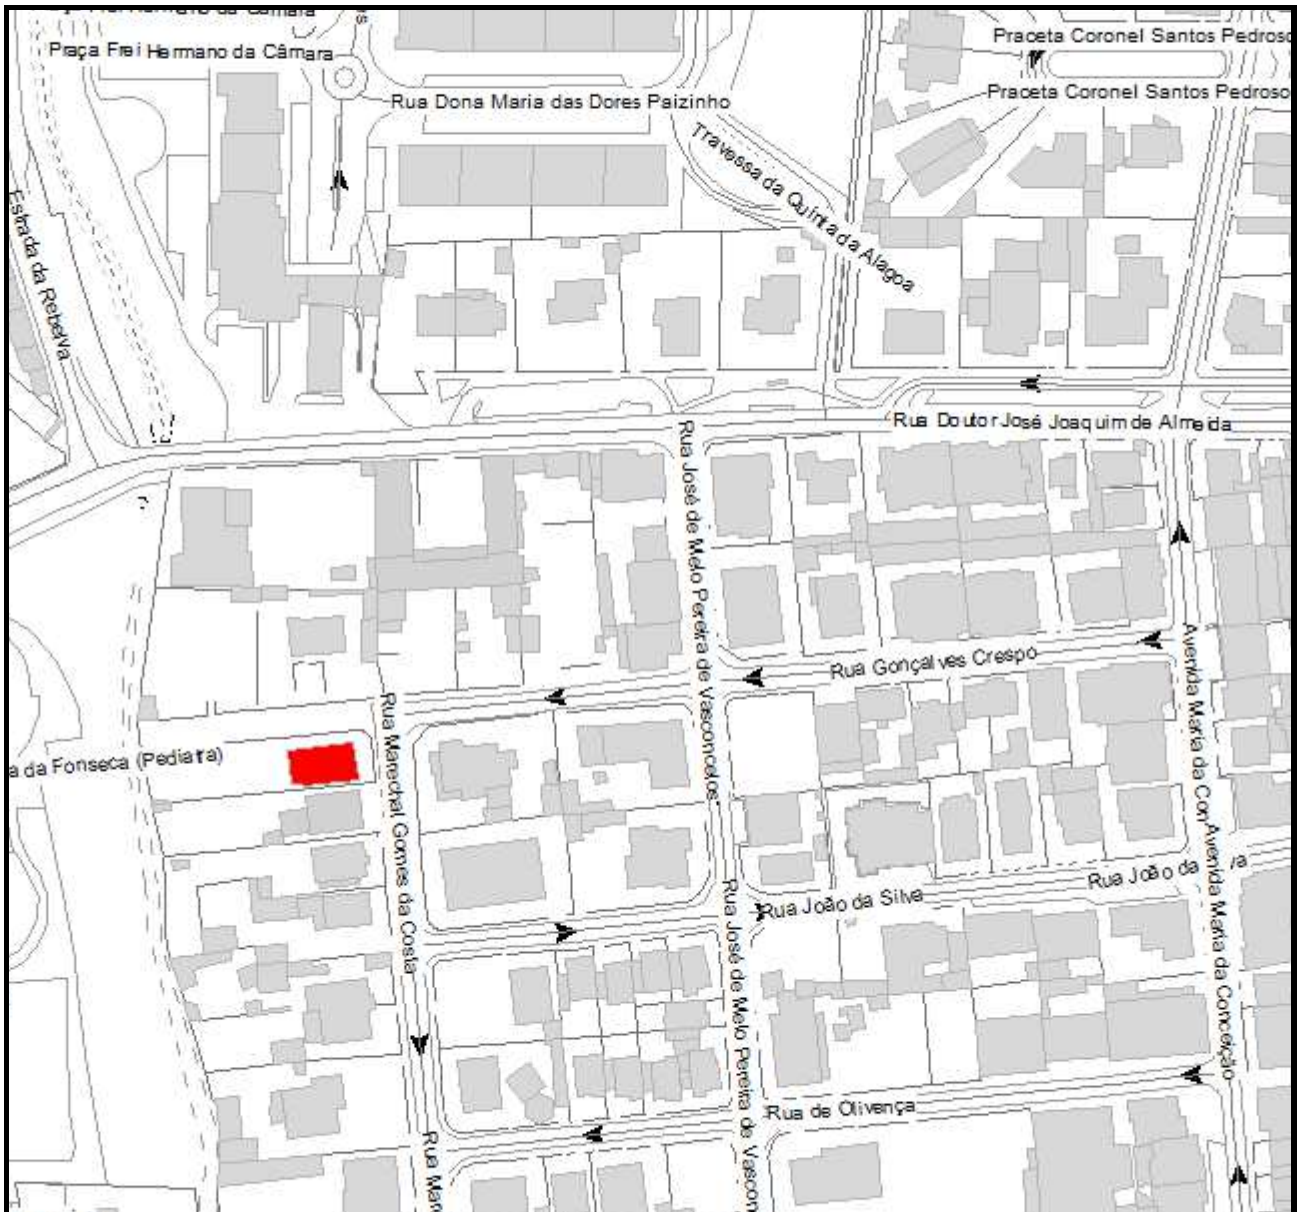 Praça Frei Hermano da Câmara
Praceta Coronel Santos Pedroso
Praceta Coronel Santos Pedroso
Rua Dona Maria das Dores Paizinho
Travessa da Quinta da Alagoa
Estrada da Rebelva
Rua Doutor José Joaquim de Almeida
Rua José de Melo Pereira de Vasconcelos
Rua Gonçalves Crespo
Avenida Maria da Con
Rua Marechal Gomes da Costa
a da Fonseca (Pediatra)
Avenida Maria da Conceição
Rua João da
va
Rua João da Silva
Rua José de Melo Pereira de Vascon
Rua de Olivença
Rua Mar